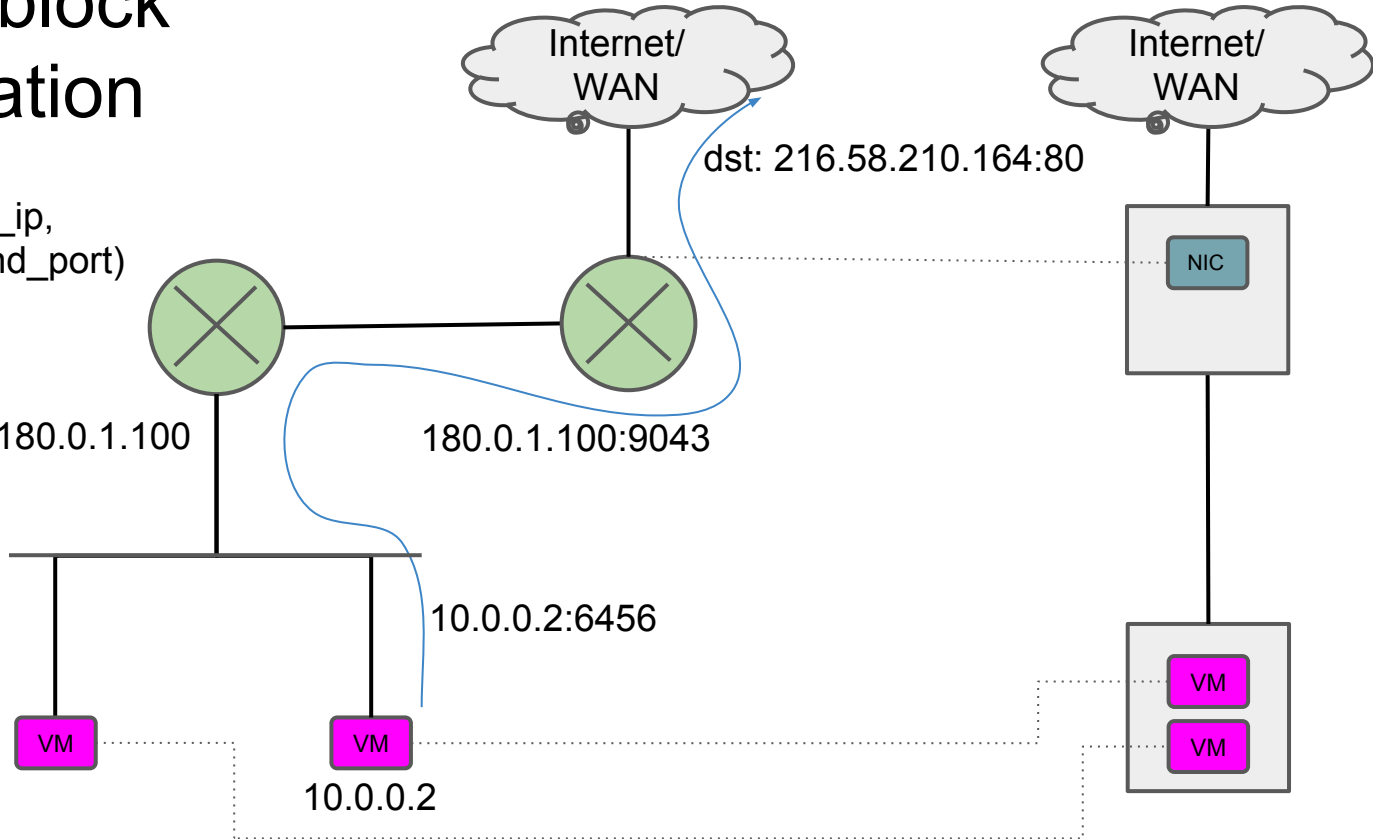 block
ation
_ip,
nd_port)
Internet/
WAN
Internet/
WAN
dst: 216.58.210.164:80
NIC
180.0.1.100
180.0.1.100:9043
10.0.0.2:6456
VM
VM
VM
VM
10.0.0.2